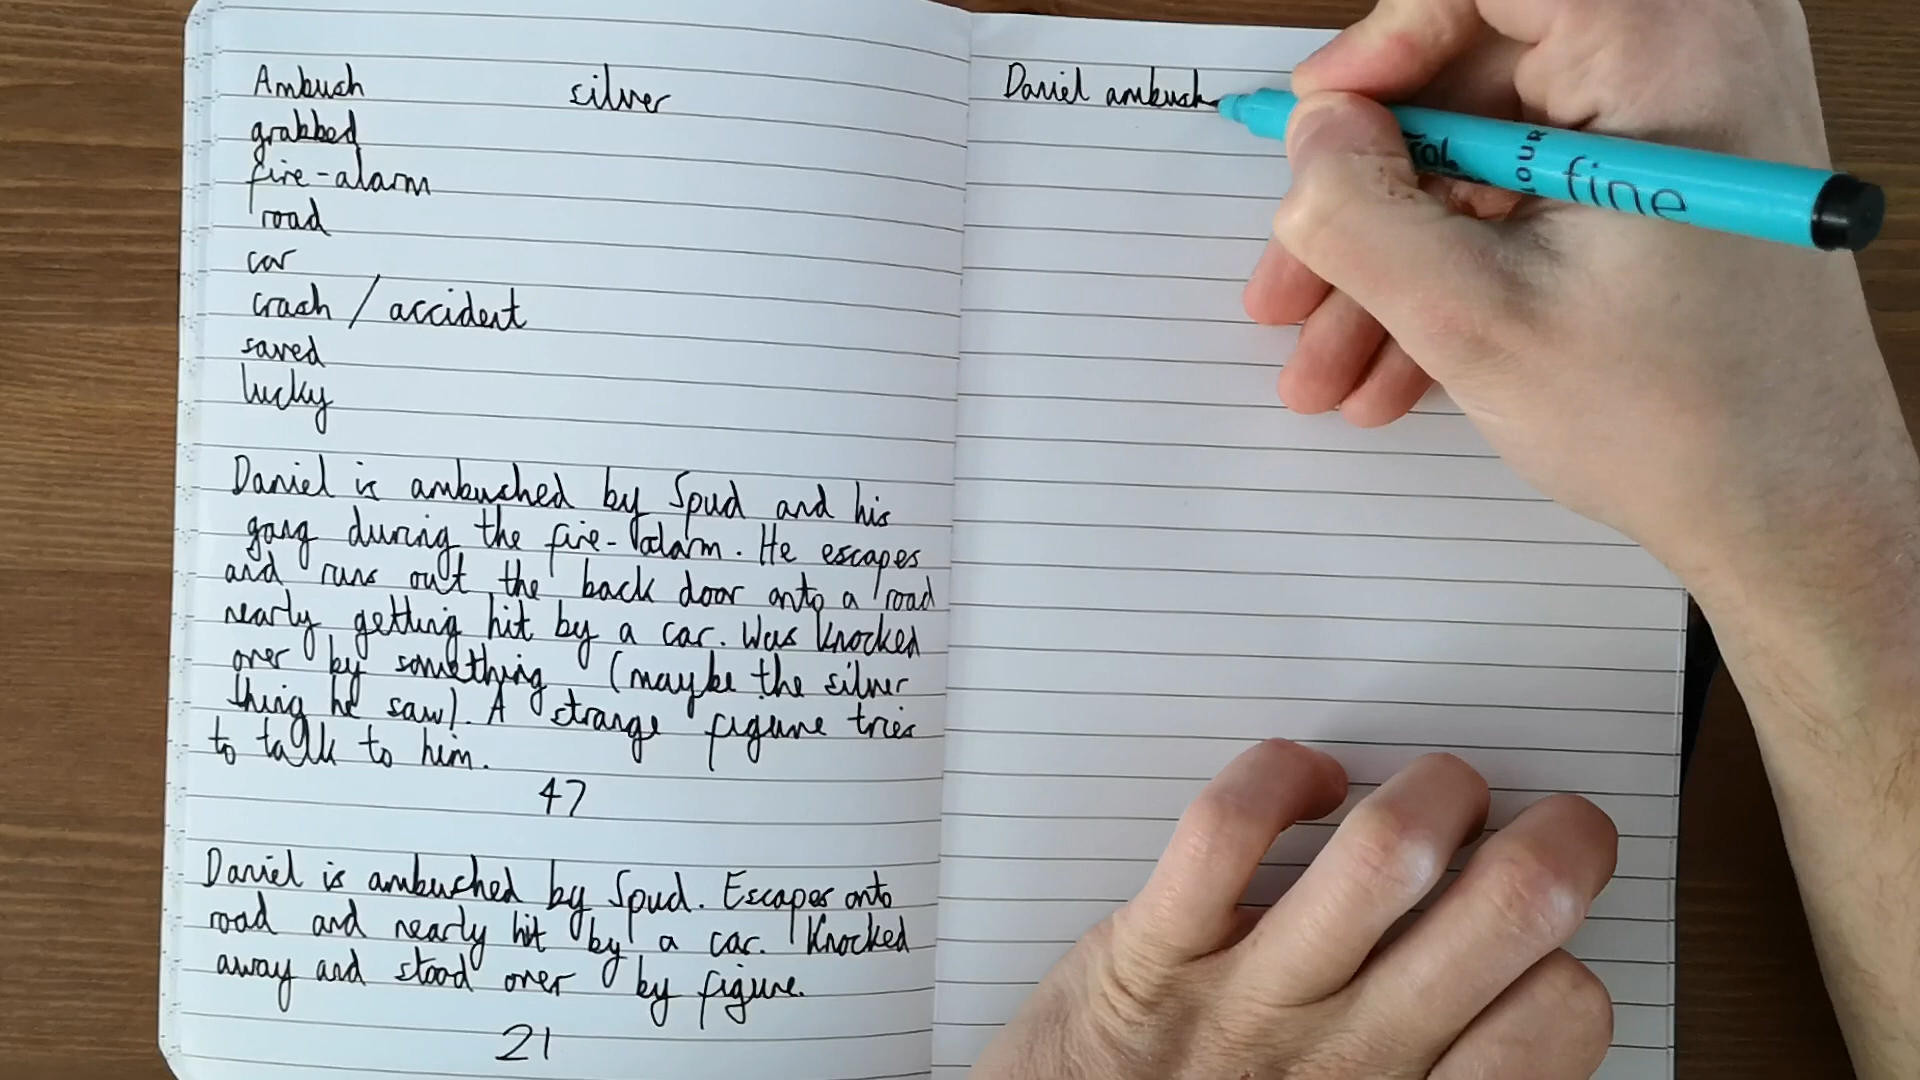 Ambush silver
grabbed
fire-alarm
road
car
crash / accident
saved
lucky
Daniel is ambushed by Spud and his
gang during the fire-alarm. He escapes
and runs out the back door onto a road
nearly getting hit by a car. Was knocked
over by something (maybe the silver
thing he saw). A strange figure tries
to talk to him.
47
Daniel is ambushed by Spud. Escapes onto
road and nearly hit by a car. Knocked
away and stood over by figure.
21
Daniel ambush
fine